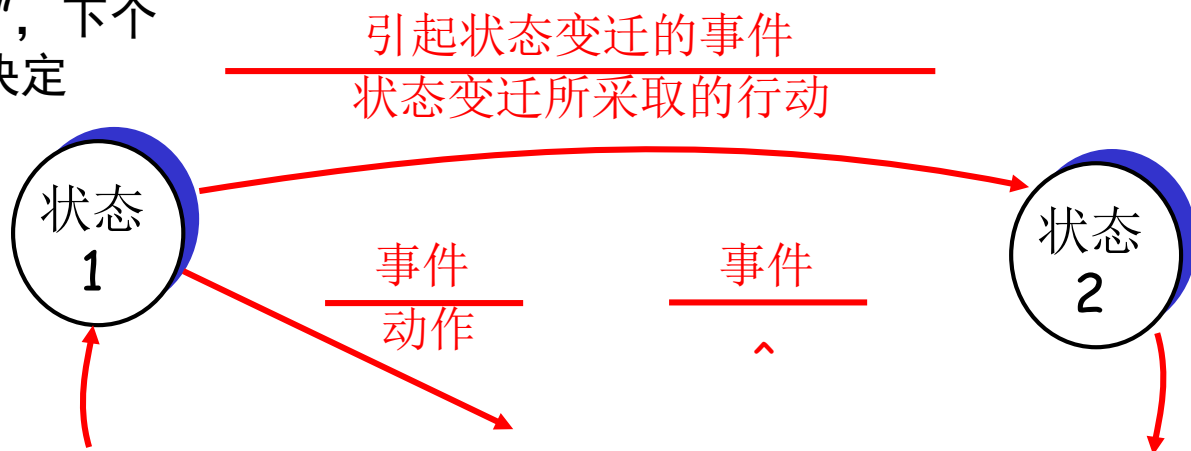 ”，下个
决定
引起状态变迁的事件
状态变迁所采取的行动
状态
1
事件
动作
事件
^
状态
2